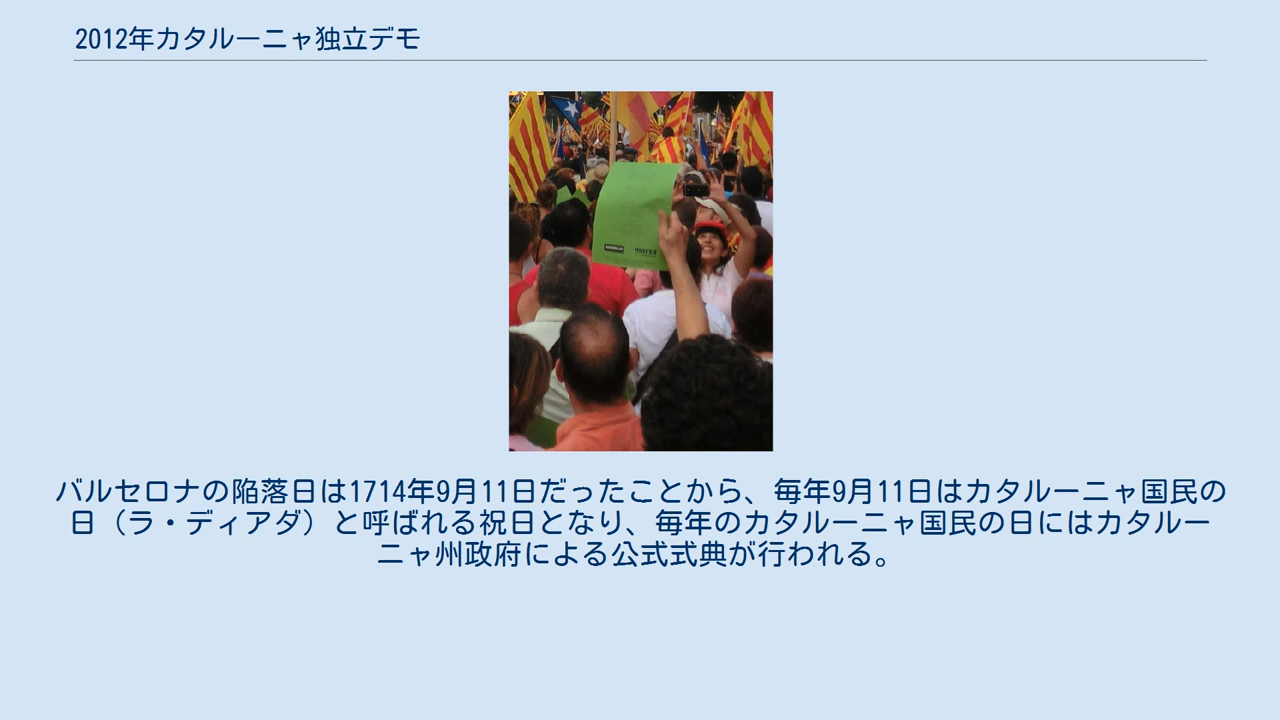 2012年カタルーニャ独立デモ
バルセロナの陥落日は1714年9月11日だったことから、毎年9月11日はカタルーニャ国民の
日（ラ・ディアダ）と呼ばれる祝日となり、毎年のカタルーニャ国民の日にはカタルー
ニャ州政府による公式式典が行われる。